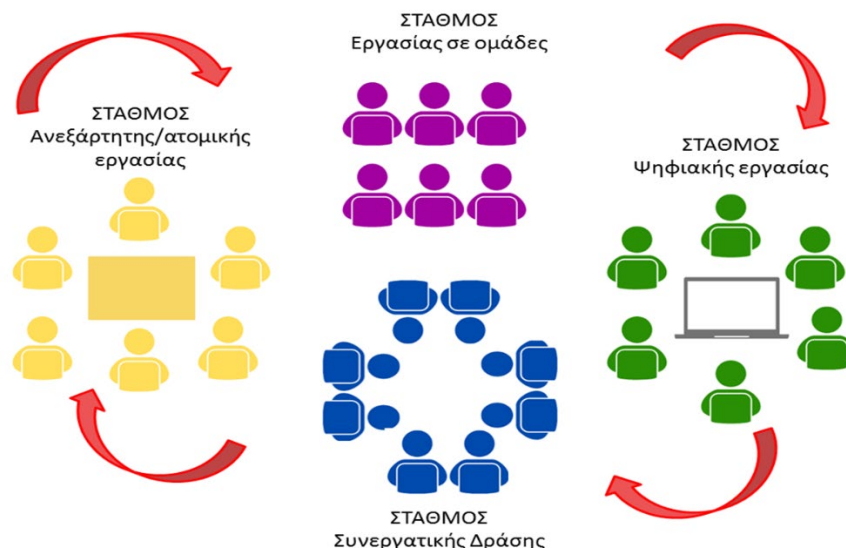 ΣΤΑΘΜΟΣ
Εργασίας σε ομάδες
ΣΤΑΘΜΟΣ
Ανεξάρτητης/ατομικής
εργασίας
ΣΤΑΘΜΟΣ
Ψηφιακής εργασίας
ΣΤΑΘΜΟΣ
Συνεργατικής Δράσης